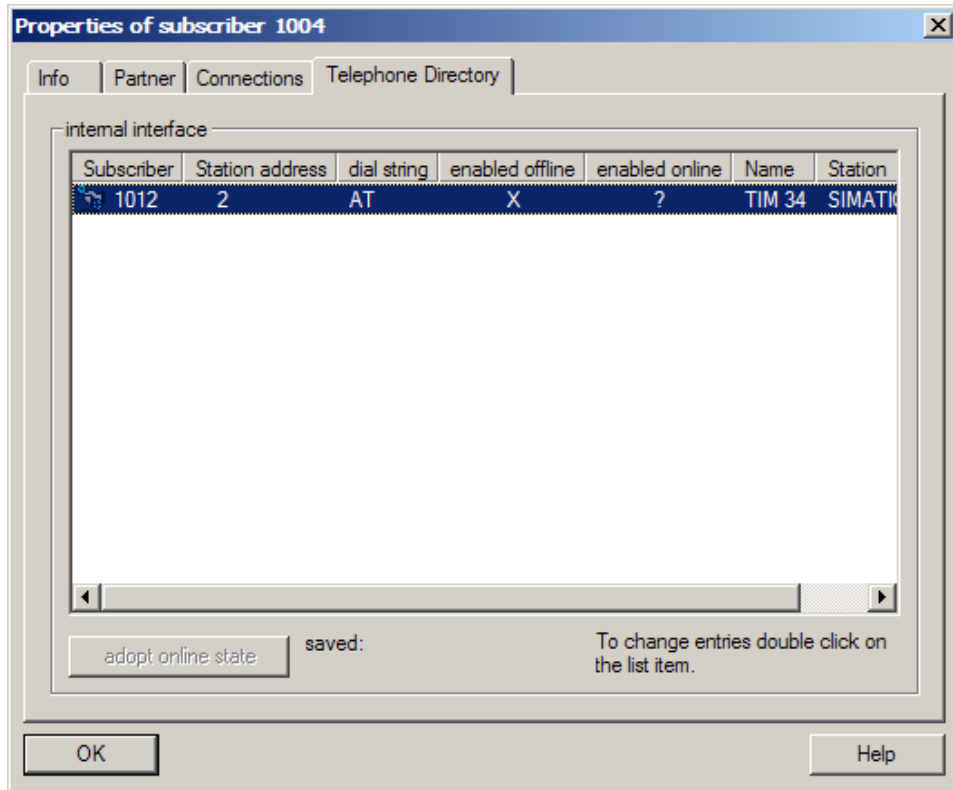 Properties of subscriber 1004
Info Partner Connections Telephone Directory
internal interface
Subscriber Station address dial string enabled offline enabled online Name Station
1012 2 AT X ? TIM 34 SIMATIC
adopt online state saved: To change entries double click on
the list item.
OK Help